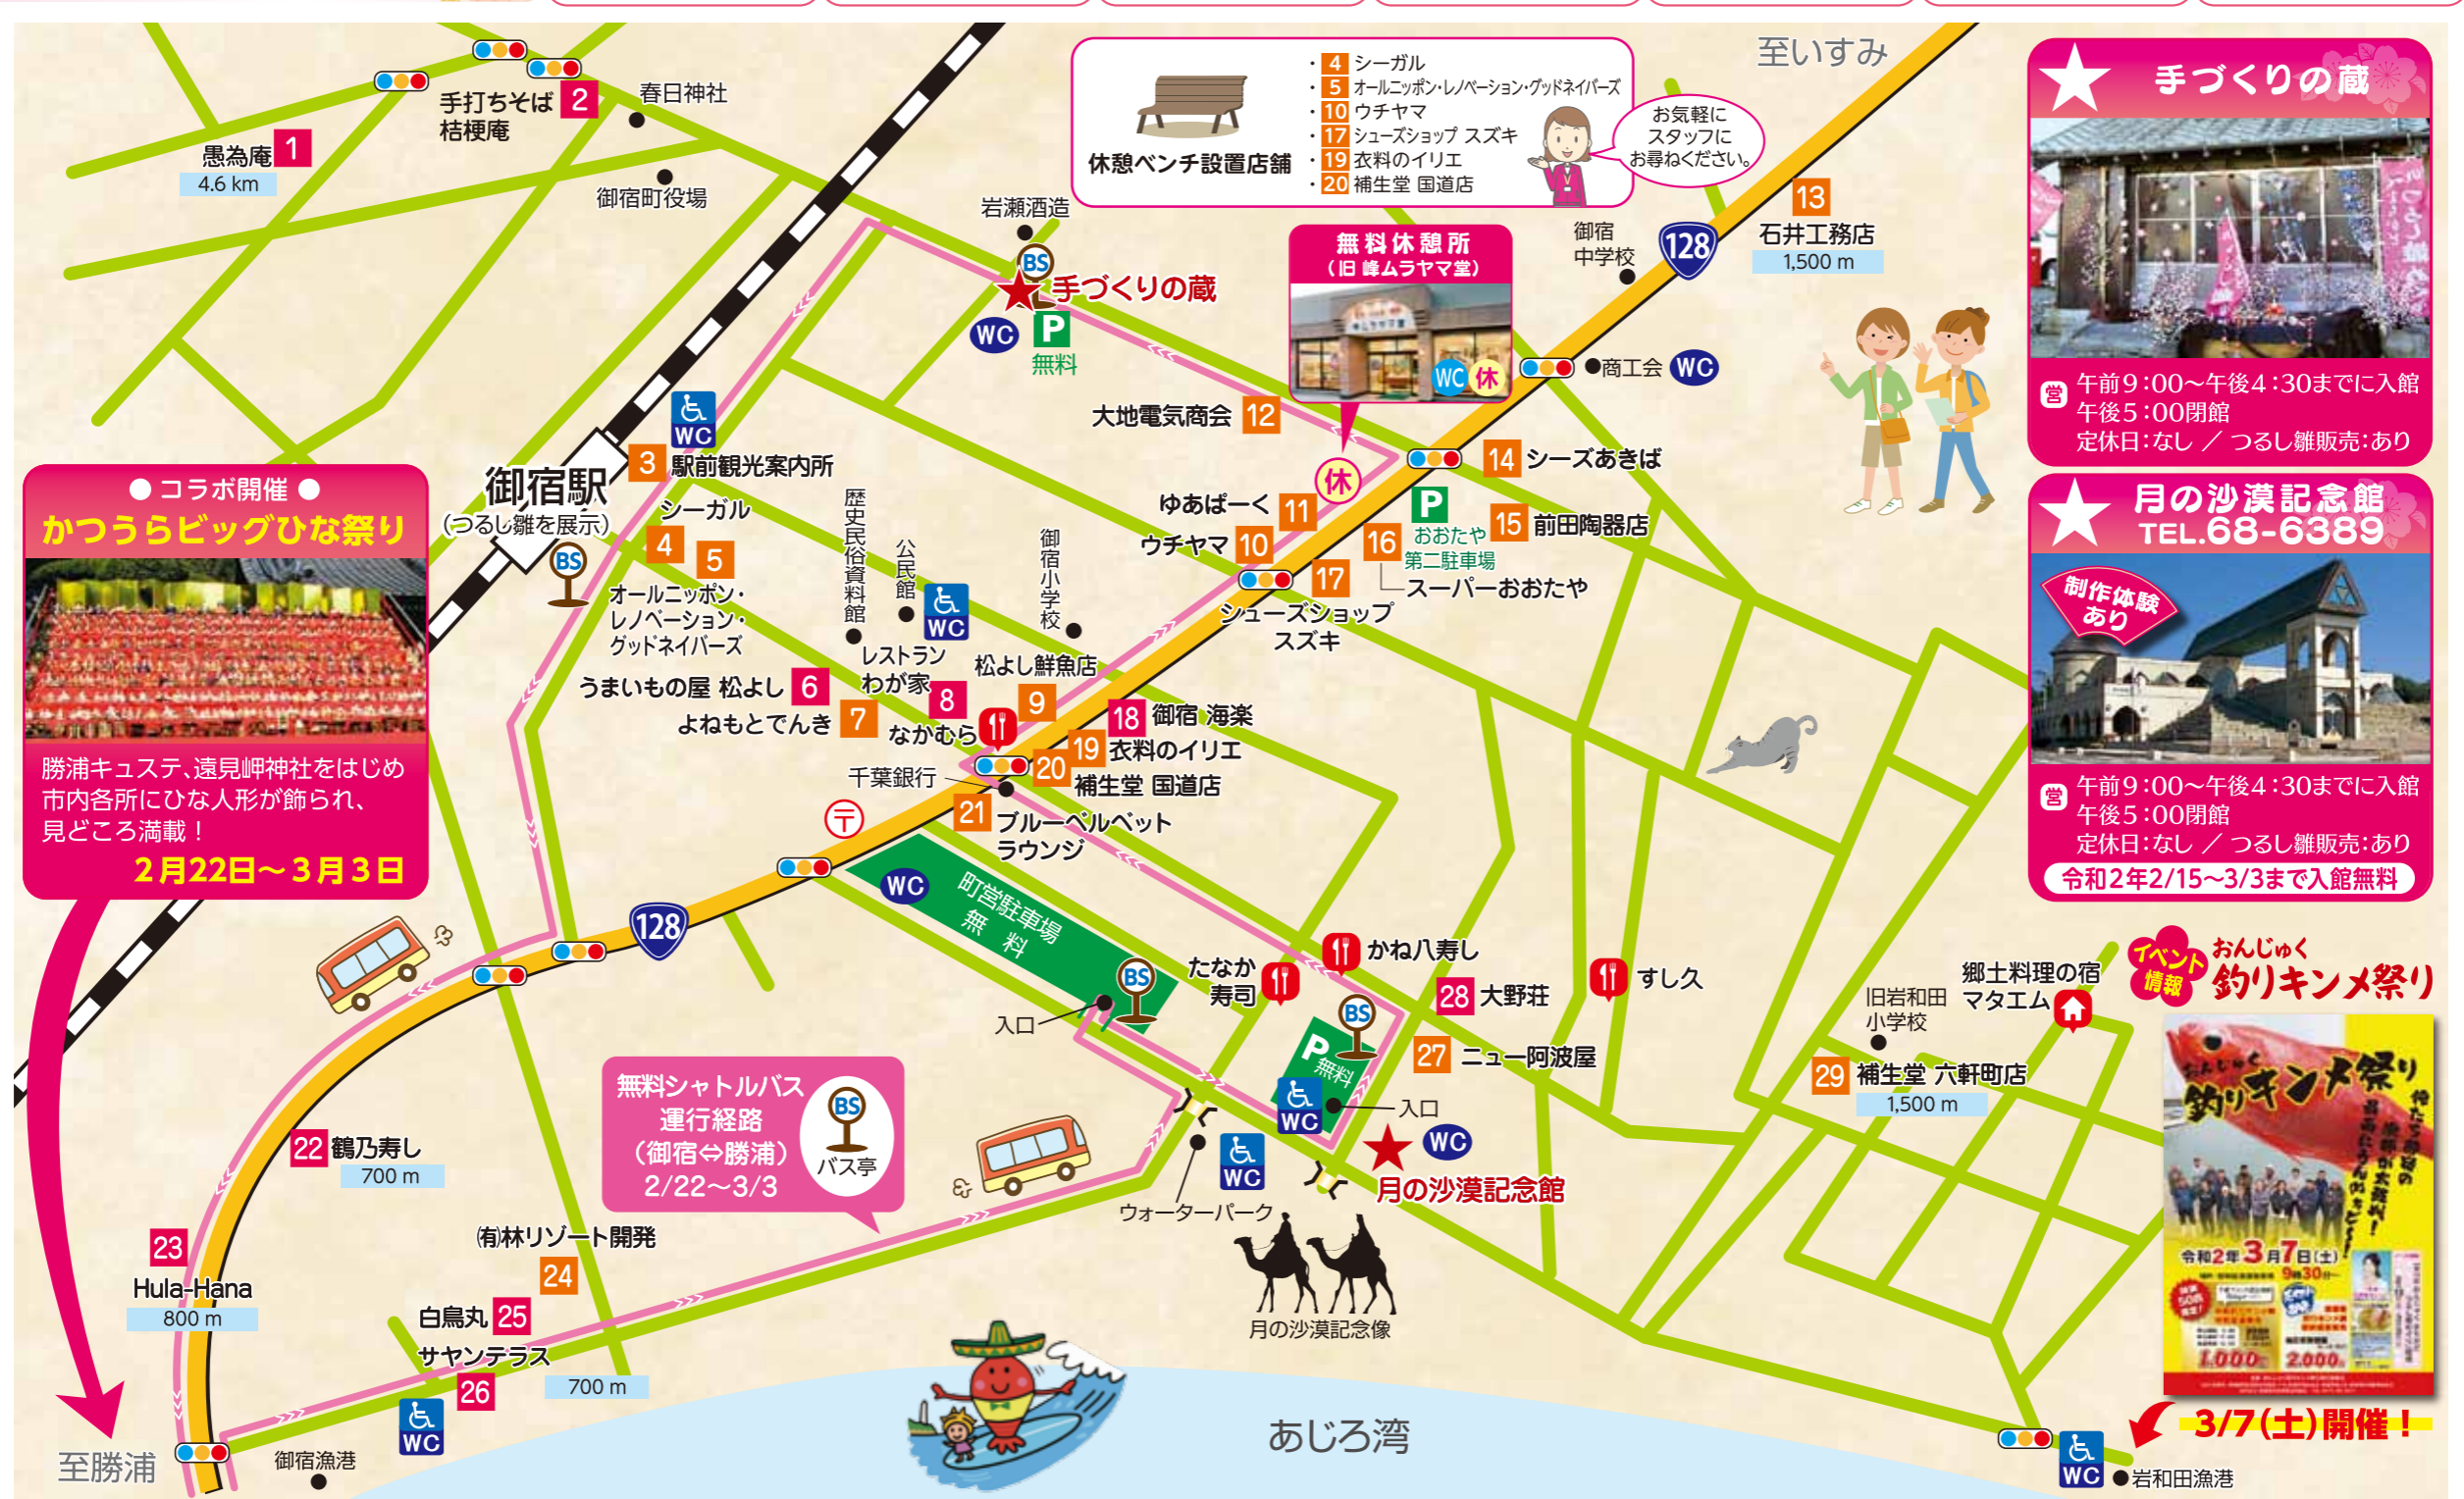 至いすみ
休憩ベンチ設置店舗
・4 シーガル
・5 オールニッポン・レノベーション・グッドネイバーズ
・10 ウチヤマ
・17 シューズショップ スズキ
・19 衣料のイリエ
・20 補生堂 国道店
お気軽に
スタッフに
お尋ねください。
手づくりの蔵
営 午前9:00〜午後4:30までに入館
午後5:00閉館
定休日:なし / つるし雛販売:あり
月の沙漠記念館
TEL.68-6389
制作体験
あり
営 午前9:00〜午後4:30までに入館
午後5:00閉館
定休日:なし / つるし雛販売:あり
令和2年2/15〜3/3まで入館無料
手打ちそば 2
桔梗庵
春日神社
愚為庵 1
4.6 km
御宿町役場
岩瀬酒造
BS
手づくりの蔵
WC P
無料
無料休憩所
(旧 峰ムラヤマ堂)
WC 休
御宿
中学校
128
13
石井工務店
1,500 m
商工会 WC
大地電気商会 12
休
14 シーズあきば
WC
3 駅前観光案内所
御宿駅
(つるし雛を展示)
BS
シーガル
4 5
オールニッポン・
レノベーション・
グッドネイバーズ
歴史民俗資料館
公民館
WC
御宿小学校
ゆあぱーく 11
ウチヤマ 10
P
おおたや
第二駐車場
15 前田陶器店
16
スーパーおおたや
17
シューズショップ
スズキ
コラボ開催
かつうらビッグひな祭り
勝浦キュステ、遠見岬神社をはじめ
市内各所にひな人形が飾られ、
見どころ満載!
2月22日〜3月3日
うまいもの屋 松よし 6
よねもとでんき 7
レストラン
わが家 8
松よし鮮魚店
9
なかむら
18 御宿 海楽
19 衣料のイリエ
20 補生堂 国道店
千葉銀行
21 ブルーベルベット
ラウンジ
〒
WC
町営駐車場
無 料
128
BS
入口
たなか
寿司
かね八寿し
28 大野荘
すし久
27 ニュー阿波屋
BS
P
無料
WC
入口
WC
月の沙漠記念館
WC
ウォーターパーク
月の沙漠記念像
旧岩和田
小学校
郷土料理の宿
マタエム
29 補生堂 六軒町店
1,500 m
イベント
情報
おんじゅく
釣りキンメ祭り
おんじゅく
釣りキンメ祭り
令和2年3月7日(土)
9時30分〜
1,000
2,000
3/7(土)開催!
無料シャトルバス
運行経路
(御宿⇔勝浦)
2/22〜3/3
BS
バス亭
22 鶴乃寿し
700 m
23
Hula-Hana
800 m
㈲林リゾート開発
24
白鳥丸 25
サヤンテラス
26
700 m
WC
至勝浦
御宿漁港
あじろ湾
WC
岩和田漁港